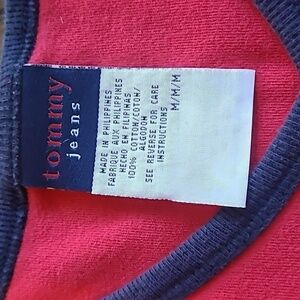 tommy
jeans
MADE IN PHILIPPINES
FABRIQUE AUX PHILIPPINES
HECHO EN FILIPINAS
100% COTTON/COTON/
ALGODON
SEE REVERSE FOR CARE
INSTRUCTIONS
M/M/M